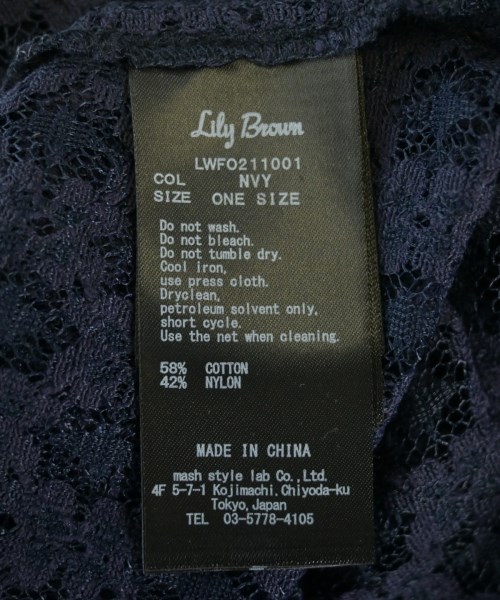 Lily Brown
LWFO211001
COL NVY
SIZE ONE SIZE
Do not wash.
Do not bleach.
Do not tumble dry.
Cool iron,
use press cloth.
Dryclean,
petroleum solvent only,
short cycle.
Use the net when cleaning.
58% COTTON
42% NYLON
MADE IN CHINA
mash style lab Co., Ltd.
4F 5-7-1 Kojimachi.Chiyoda-ku
Tokyo,Japan
TEL 03-5778-4105